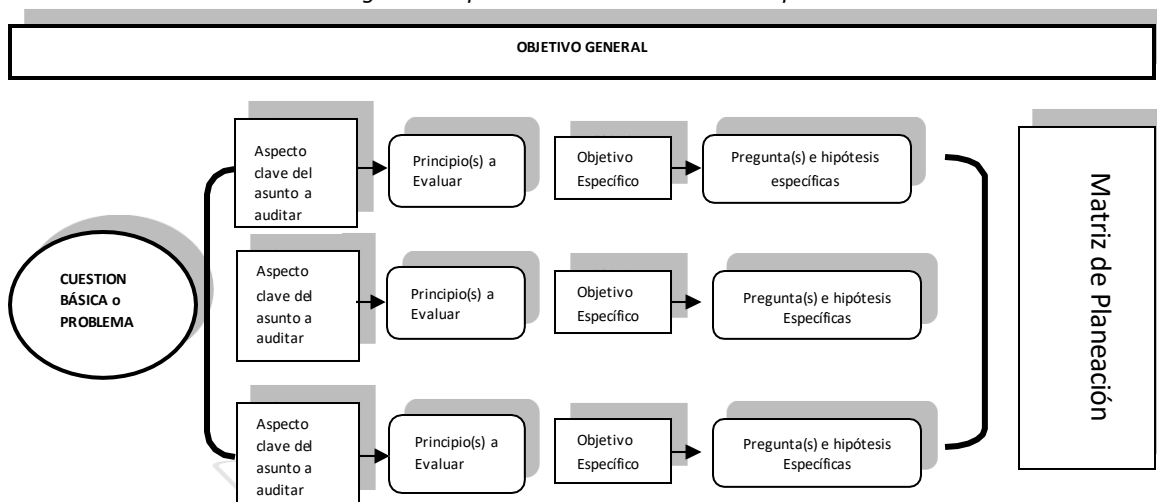 OBJETIVO GENERAL
Aspecto
clave del
asunto a
auditar
Principio(s) a
Evaluar
Objetivo
Específico
Pregunta(s) e hipótesis
específicas
CUESTION
BÁSICA o
PROBLEMA
Aspecto
clave del
asunto a
auditar
Principio(s) a
Evaluar
Objetivo
Específico
Pregunta(s) e hipótesis
Específicas
Aspecto
clave del
asunto a
auditar
Principio(s) a
Evaluar
Objetivo
Específico
Pregunta(s) e hipótesis
Específicas
Matriz de Planeación